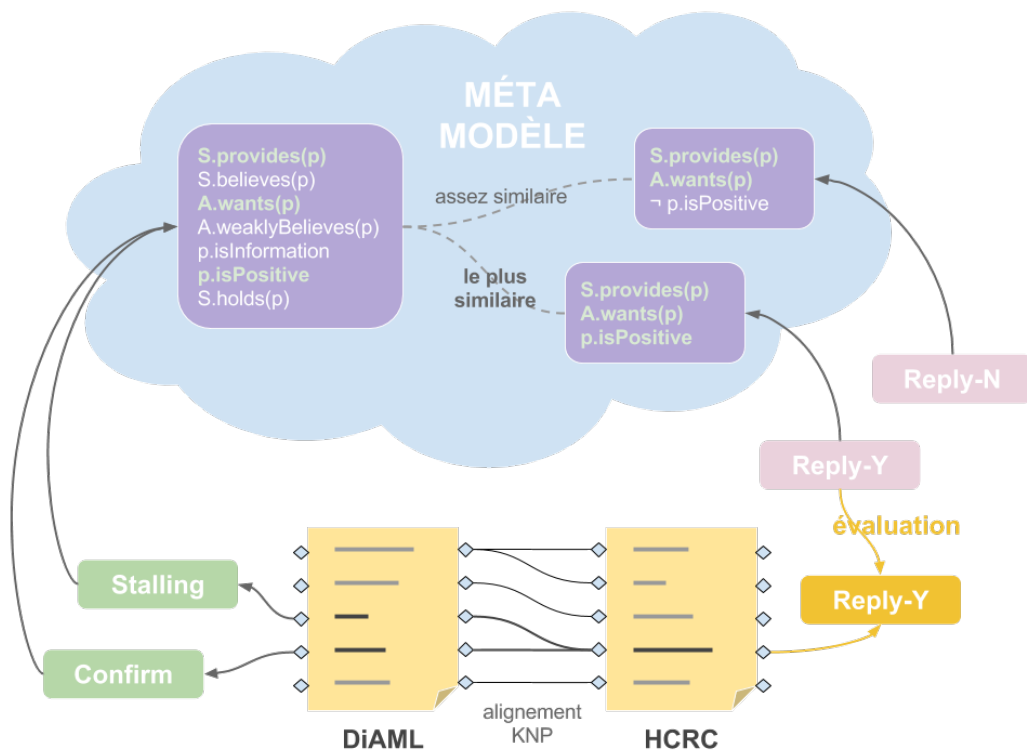 MÉTA
MODÈLE
S.provides(p)
S.believes(p)
A.wants(p)
A.weaklyBelieves(p)
p.isInformation
p.isPositive
S.holds(p)
assez similaire
S.provides(p)
A.wants(p)
¬ p.isPositive
le plus
similaire
S.provides(p)
A.wants(p)
p.isPositive
Reply-N
Reply-Y
évaluation
Stalling
Reply-Y
Confirm
alignement
KNP
DiAML
HCRC